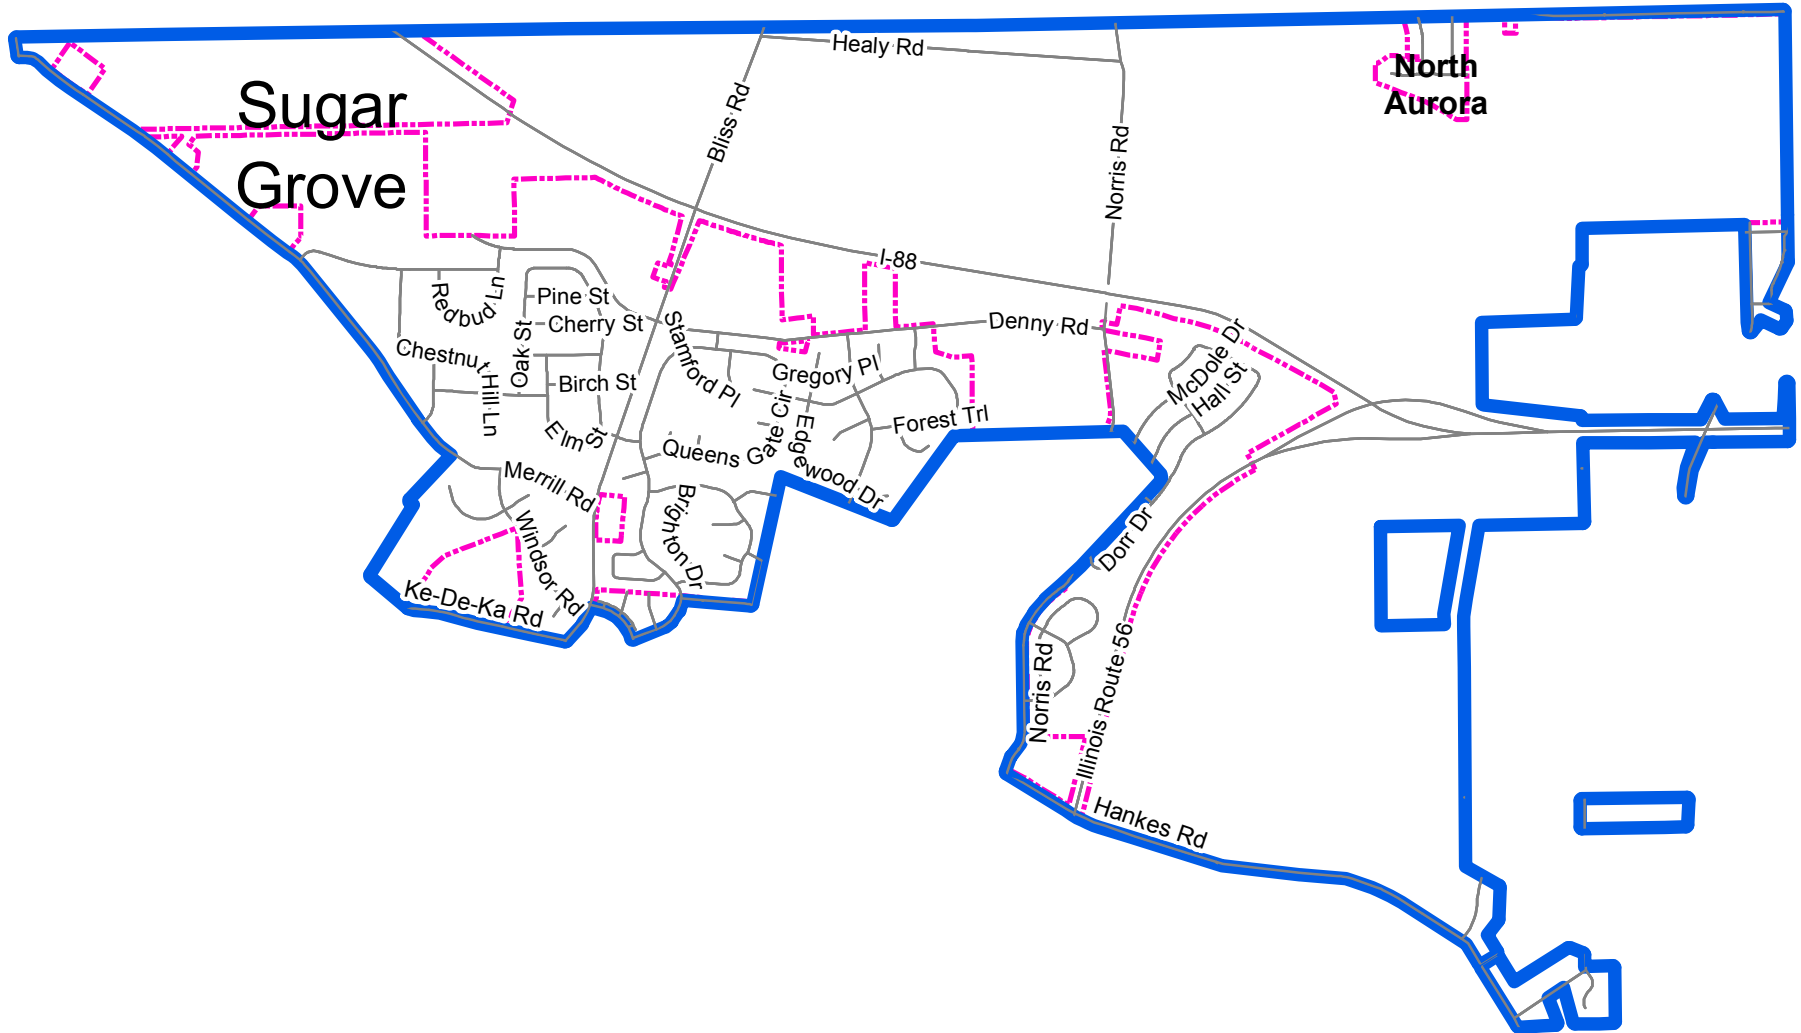 Healy Rd
North
Aurora
Sugar
Grove
Bliss Rd
Norris Rd
I-88
Redbud Ln
Pine St
Cherry St
Oak St
Stamford Pl
Denny Rd
McDole Dr
Hall St
Chestnut Hill Ln
Birch St
Gregory Pl
Gate Cir
Edgewood Dr
Forest Trl
Elm St
Queens
Merrill Rd
Brighton Dr
Windsor Rd
Dorr Dr
Ke-De-Ka Rd
Norris Rd
Illinois Route 56
Hankes Rd